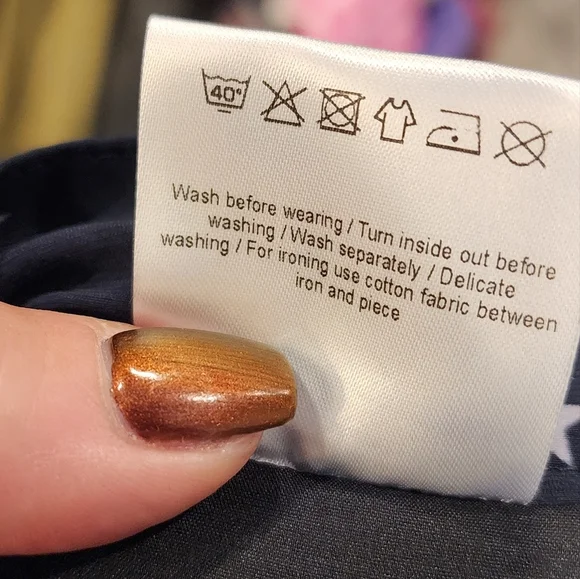 40°
Wash before wearing / Turn inside out before
washing / Wash separately / Delicate
washing / For ironing use cotton fabric between
iron and piece